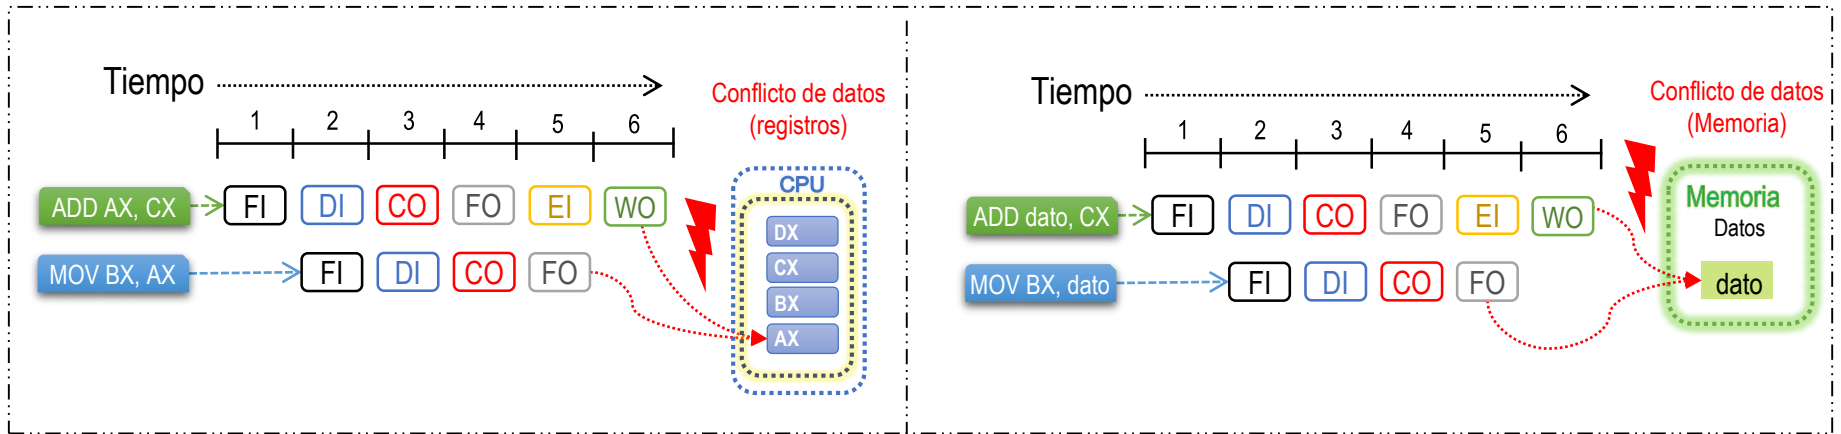 Tiempo
1 2 3 4 5 6
Conflicto de datos
(registros)
CPU
ADD AX, CX FI DI CO FO EI WO
DX
MOV BX, AX FI DI CO FO
CX
BX
AX
Tiempo
1 2 3 4 5 6
Conflicto de datos
(Memoria)
Memoria
Datos
ADD dato, CX FI DI CO FO EI WO
MOV BX, dato FI DI CO FO
dato